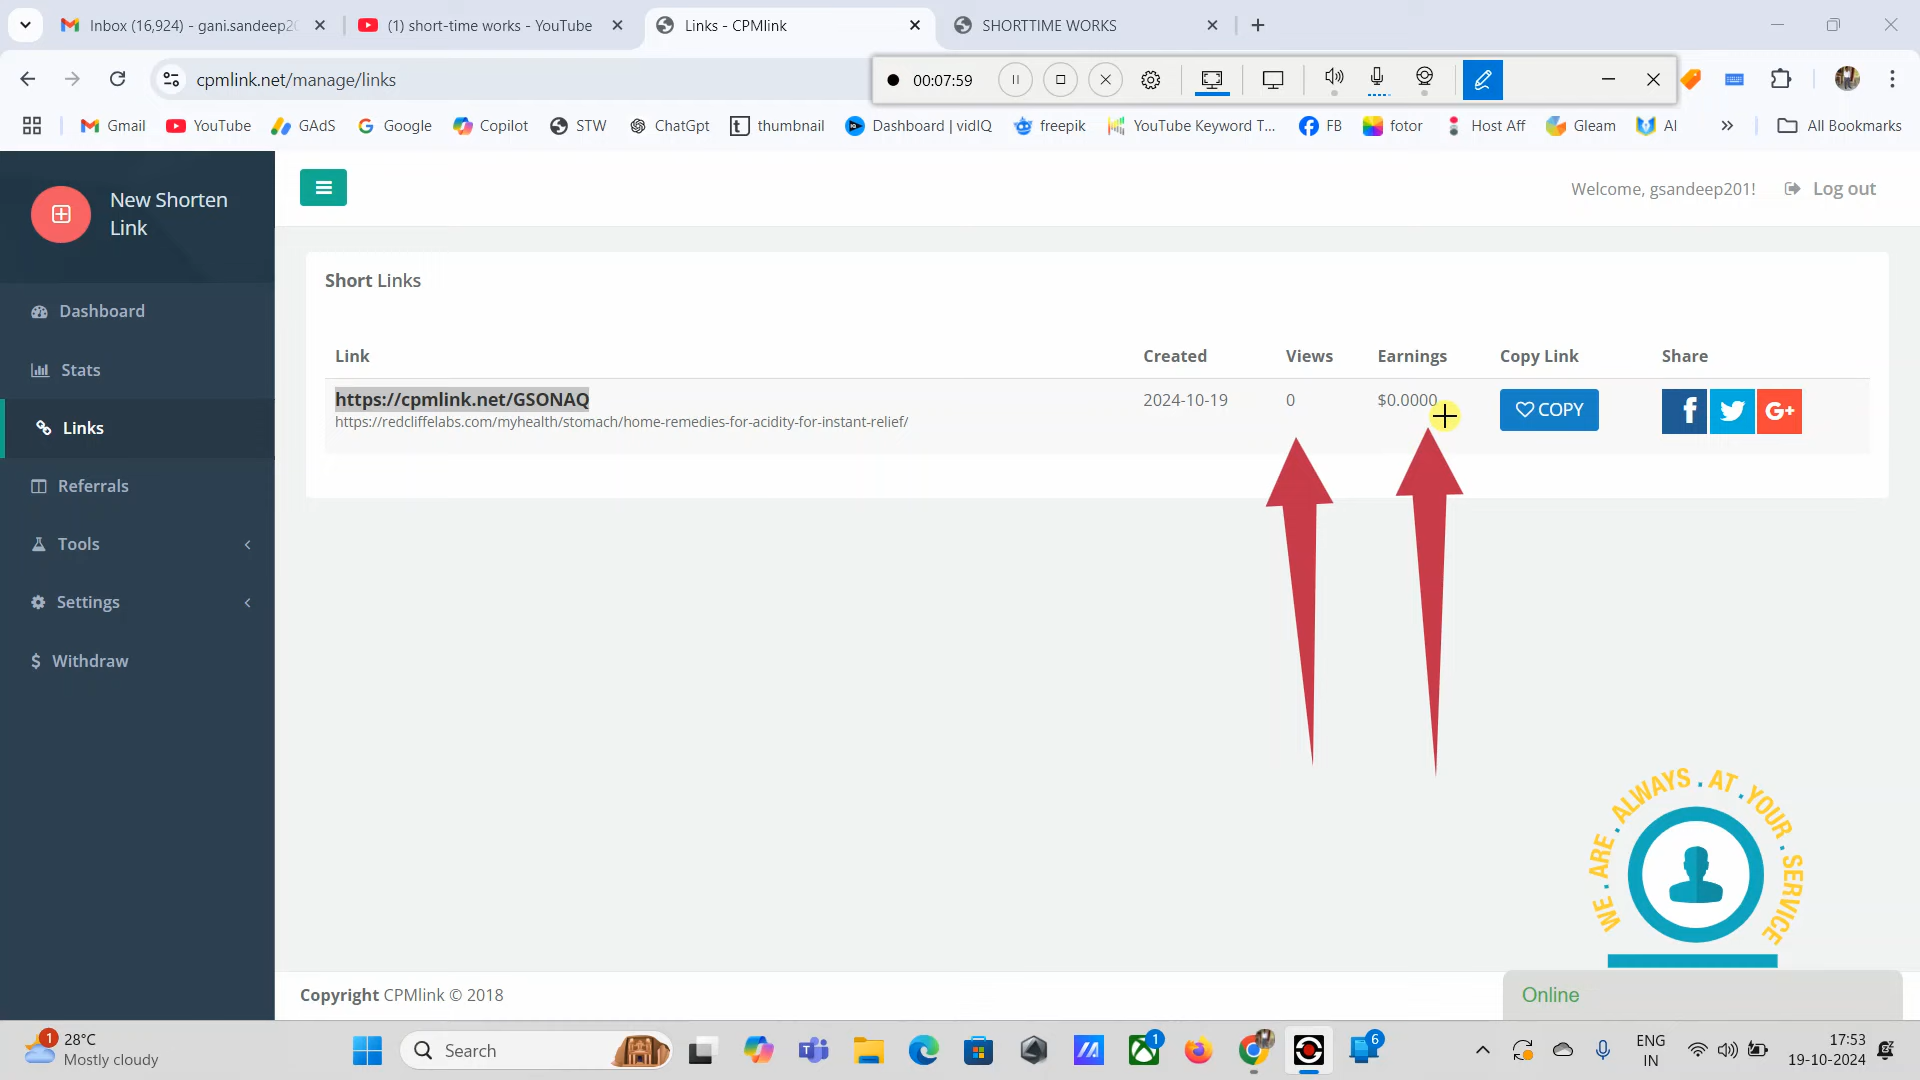 Inbox (16,924) - gani.sandeep20
(1) short-time works - YouTube
Links - CPMlink
SHORTTIME WORKS
cpmlink.net/manage/links
00:07:59
Gmail
YouTube
GAdS
Google
Copilot
STW
ChatGpt
thumbnail
Dashboard | vidIQ
freepik
YouTube Keyword T...
FB
fotor
Host Aff
Gleam
AI
»
All Bookmarks
New Shorten
Link
Welcome, gsandeep201!
Log out
Dashboard
Stats
Links
Referrals
Tools
Settings
Withdraw
Short Links
Link
Created
Views
Earnings
Copy Link
Share
https://cpmlink.net/GSONAQ
2024-10-19
0
$0.0000
COPY
f
G+
https://redcliffelabs.com/myhealth/stomach/home-remedies-for-acidity-for-instant-relief/
WE . ARE . ALWAYS . AT . YOUR . SERVICE
Copyright CPMlink © 2018
Online
1
28°C
Mostly cloudy
Search
1
6
ENG
IN
17:53
19-10-2024